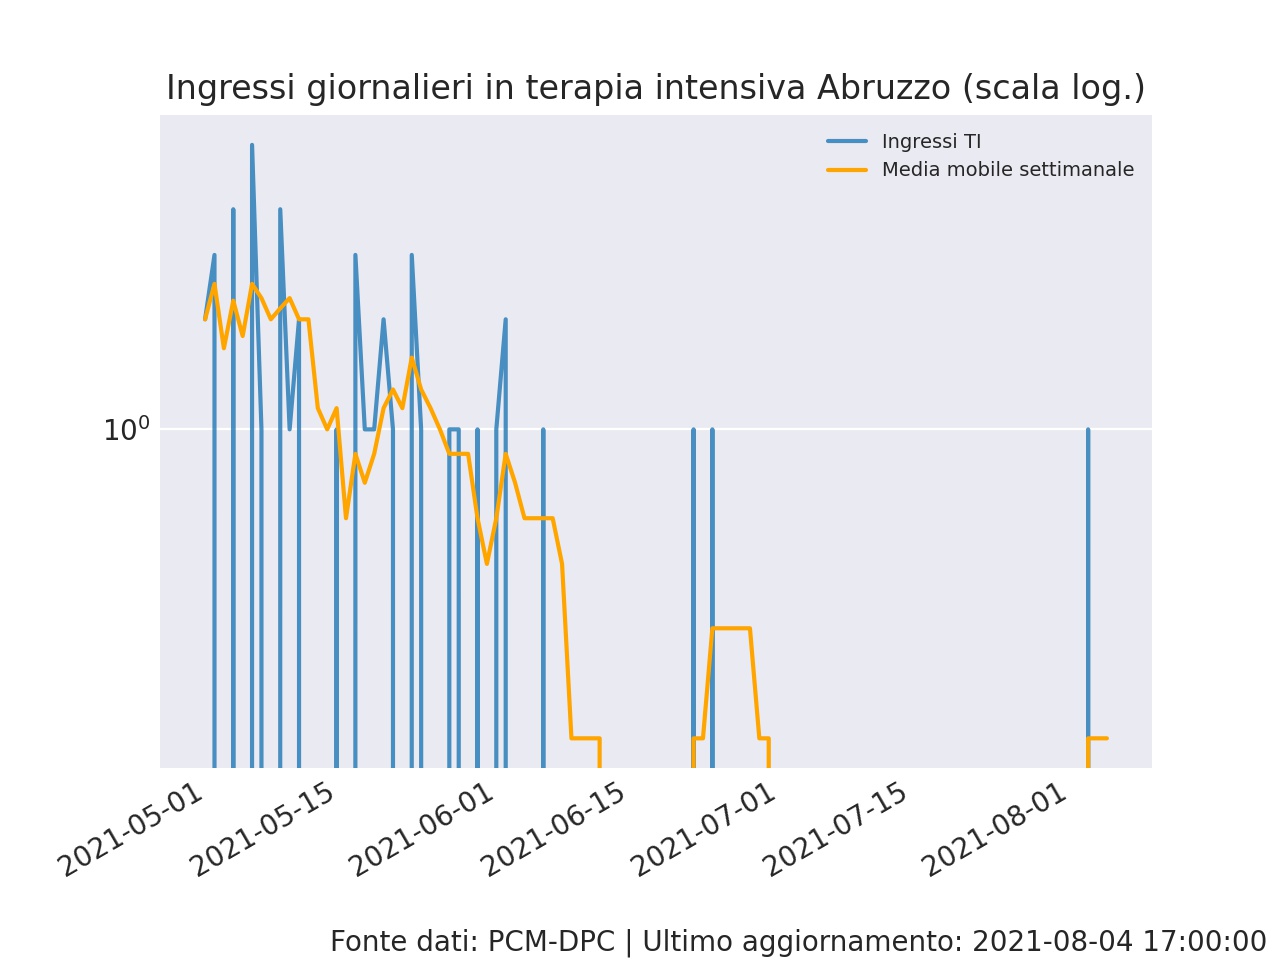 Ingressi giornalieri in terapia intensiva Abruzzo (scala log.)
Ingressi TI
Media mobile settimanale
10⁰
2021-05-01
2021-05-15
2021-06-01
2021-06-15
2021-07-01
2021-07-15
2021-08-01
Fonte dati: PCM-DPC | Ultimo aggiornamento: 2021-08-04 17:00:00